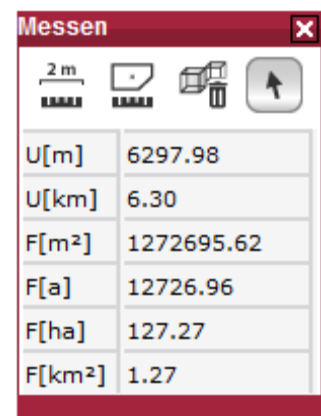 Messen
2 m
U[m] 6297.98
U[km] 6.30
F[m²] 1272695.62
F[a] 12726.96
F[ha] 127.27
F[km²] 1.27